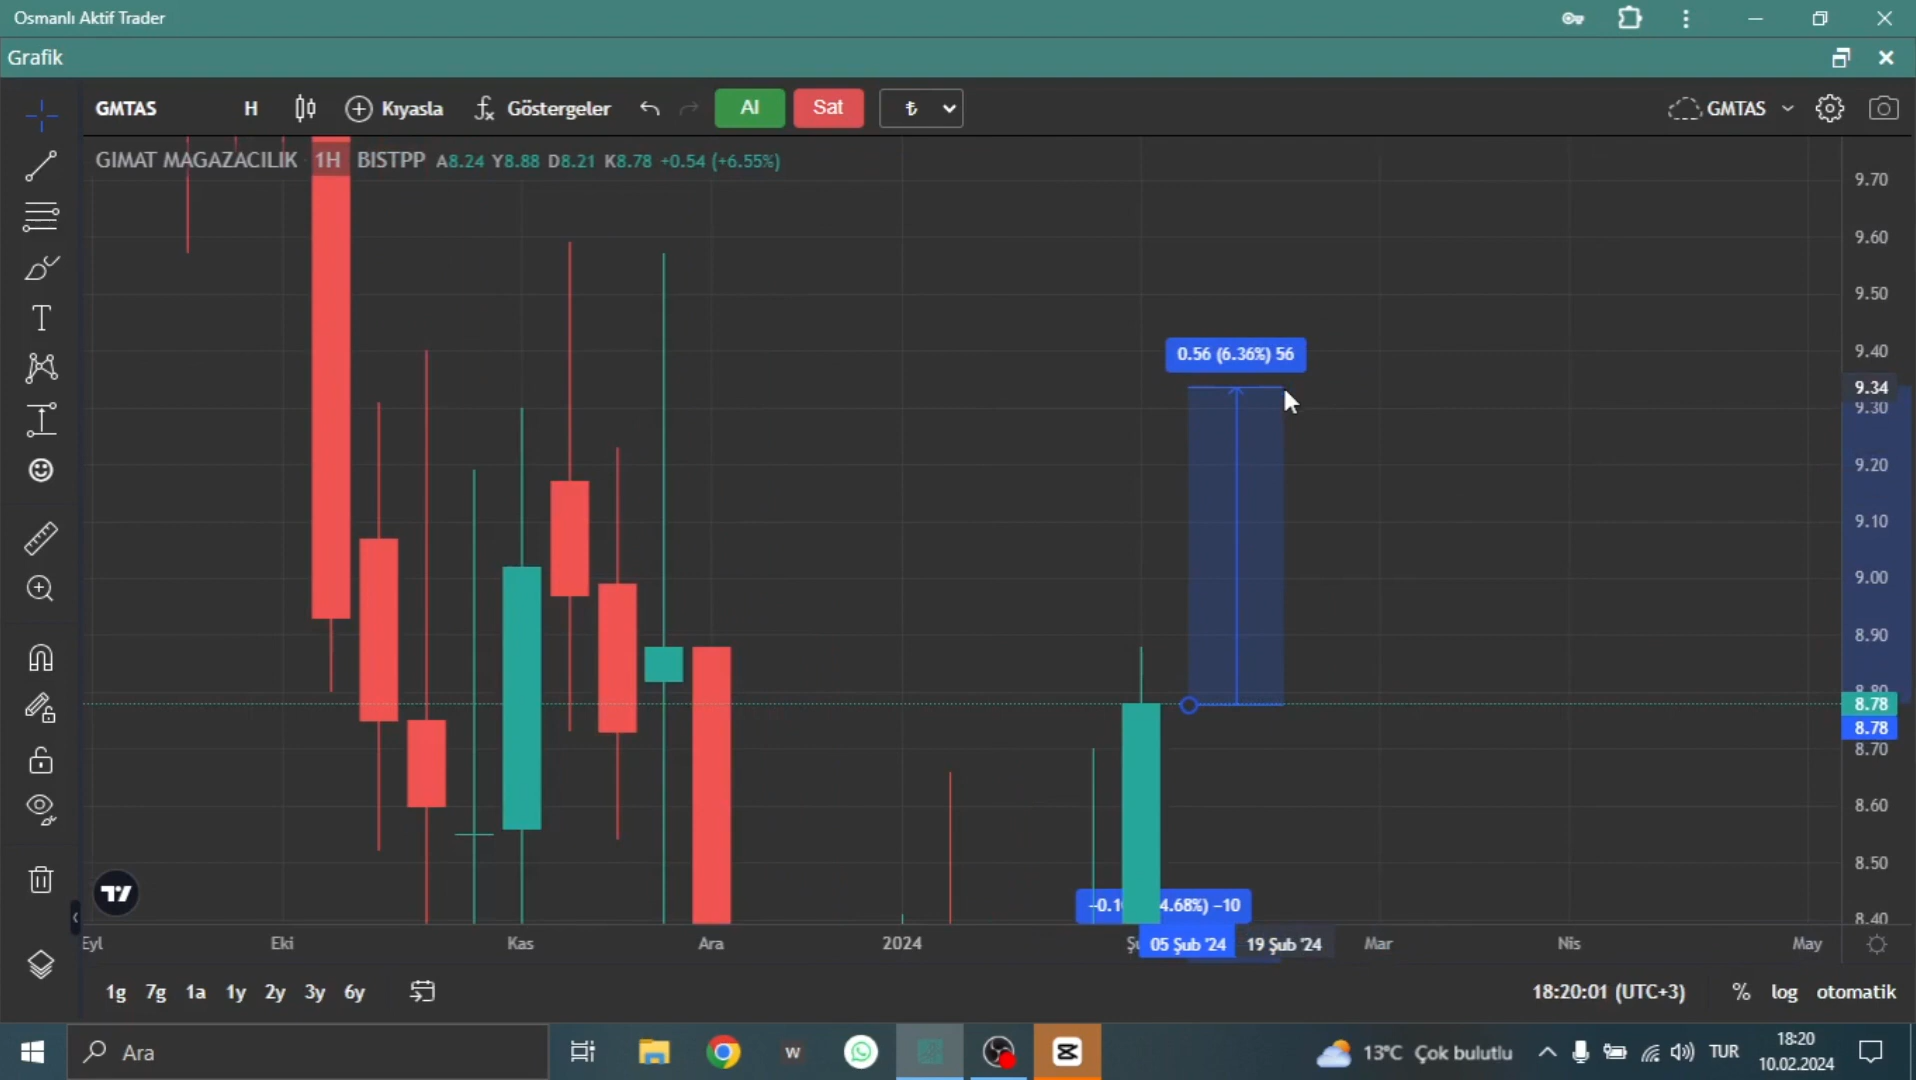 Osmanlı Aktif Trader
Grafik
GMTAS H Kıyasla Göstergeler Al Sat ₺ GMTAS
GIMAT MAGAZACILIK 1H BISTPP A8.24 Y8.88 D8.21 K8.78 +0.54 (+6.55%)
9.70
9.60
9.50
0.56 (6.36%) 56
9.40
9.34
9.30
9.20
9.10
9.00
8.90
8.80
8.78
8.78
8.70
8.60
8.50
4.68%) −10
8.40
Eyl Eki Kas Ara 2024 05 Şub '24 19 Şub '24 Mar Nis May
1g 7g 1a 1y 2y 3y 6y 18:20:01 (UTC+3) % log otomatik
Ara W 13°C Çok bulutlu TUR 18:20
10.02.2024